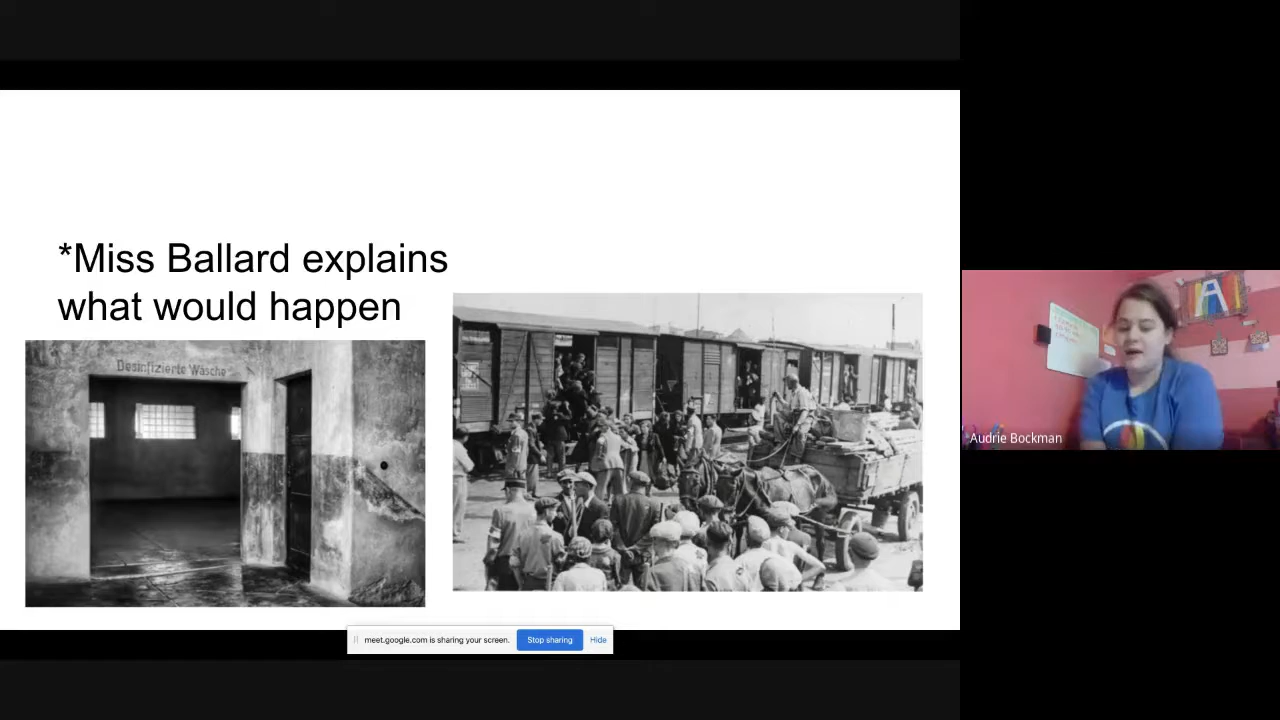 *Miss Ballard explains
what would happen
Desinfizierte Wäsche
Audrie Bockman
meet.google.com is sharing your screen.
Stop sharing
Hide